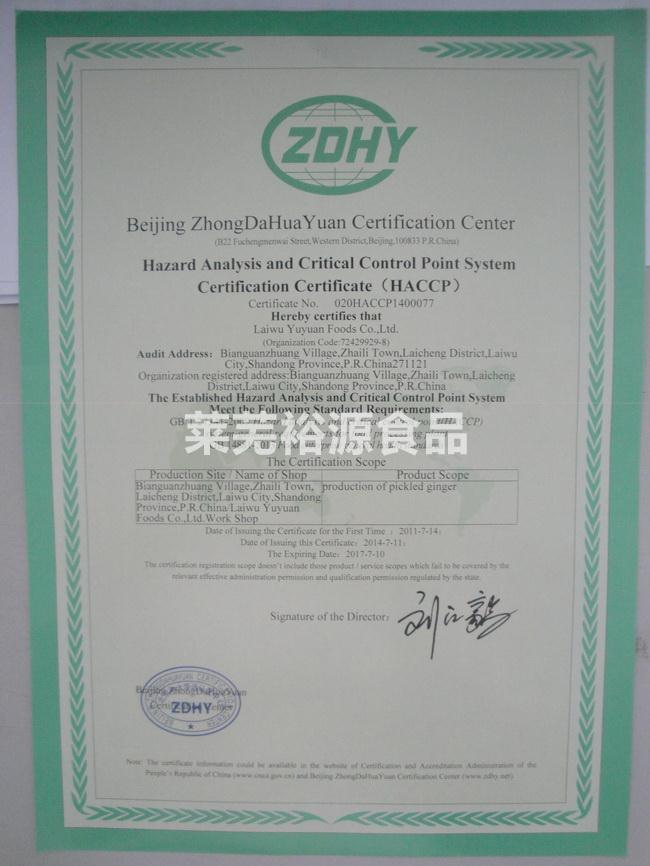 ZDHY
Beijing ZhongDaHuaYuan Certification Center
(B22 Fuchengmenwai Street,Western District,Beijing,100833 P.R.China)
Hazard Analysis and Critical Control Point System
Certification Certificate（HACCP）
Certificate No. 020HACCP1400077
Hereby certifies that
Laiwu Yuyuan Foods Co.,Ltd.
(Organization Code:72429929-8)
Audit Address: Bianguanzhuang Village,Zhaili Town,Laicheng District,Laiwu
City,Shandong Province,P.R.China271121
Organization registered address:Bianguanzhuang Village,Zhaili Town,Laicheng
District,Laiwu City,Shandong Province,P.R.China
The Established Hazard Analysis and Critical Control Point System
Meet the Following Standard Requirements:
莱芜裕源食品
The Certification Scope
Production Site / Name of Shop Product Scope
Bianguanzhuang Village,Zhaili Town, production of pickled ginger
Laicheng District,Laiwu City,Shandong
Province,P.R.China/Laiwu Yuyuan
Foods Co.,Ltd.Work Shop
Date of Issuing the Certificate for the First Time : 2011-7-14;
Date of Issuing this Certificate: 2014-7-11;
The Expiring Date: 2017-7-10
The certification registration scope doesn't include those product / service scopes which fail to be covered by the
relevant effective administration permission and qualification permission regulated by the state.
Signature of the Director:
Beijing ZhongDaHuaYuan
Certification Center
ZDHY
Note: The certificate information could be available in the website of Certification and Accreditation Administration of the
People's Republic of China (www.cnca.gov.cn) and Beijing ZhongDaHuaYuan Certification Center (www.zdhy.net)